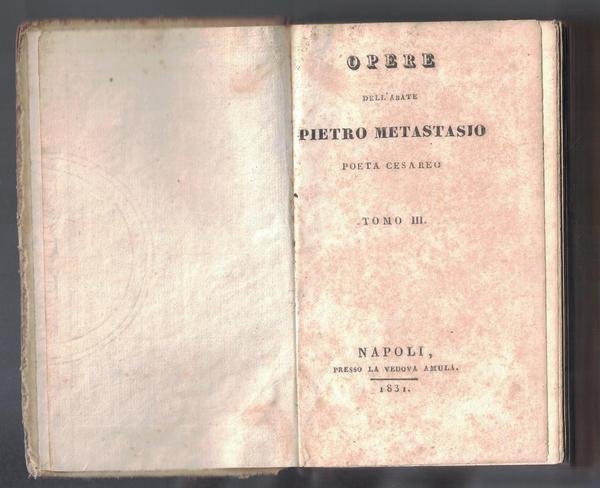 OPERE
DELL'ABATE
PIETRO METASTASIO
POETA CESAREO
TOMO III.
NAPOLI,
PRESSO LA VEDOVA AMULA.
1831.